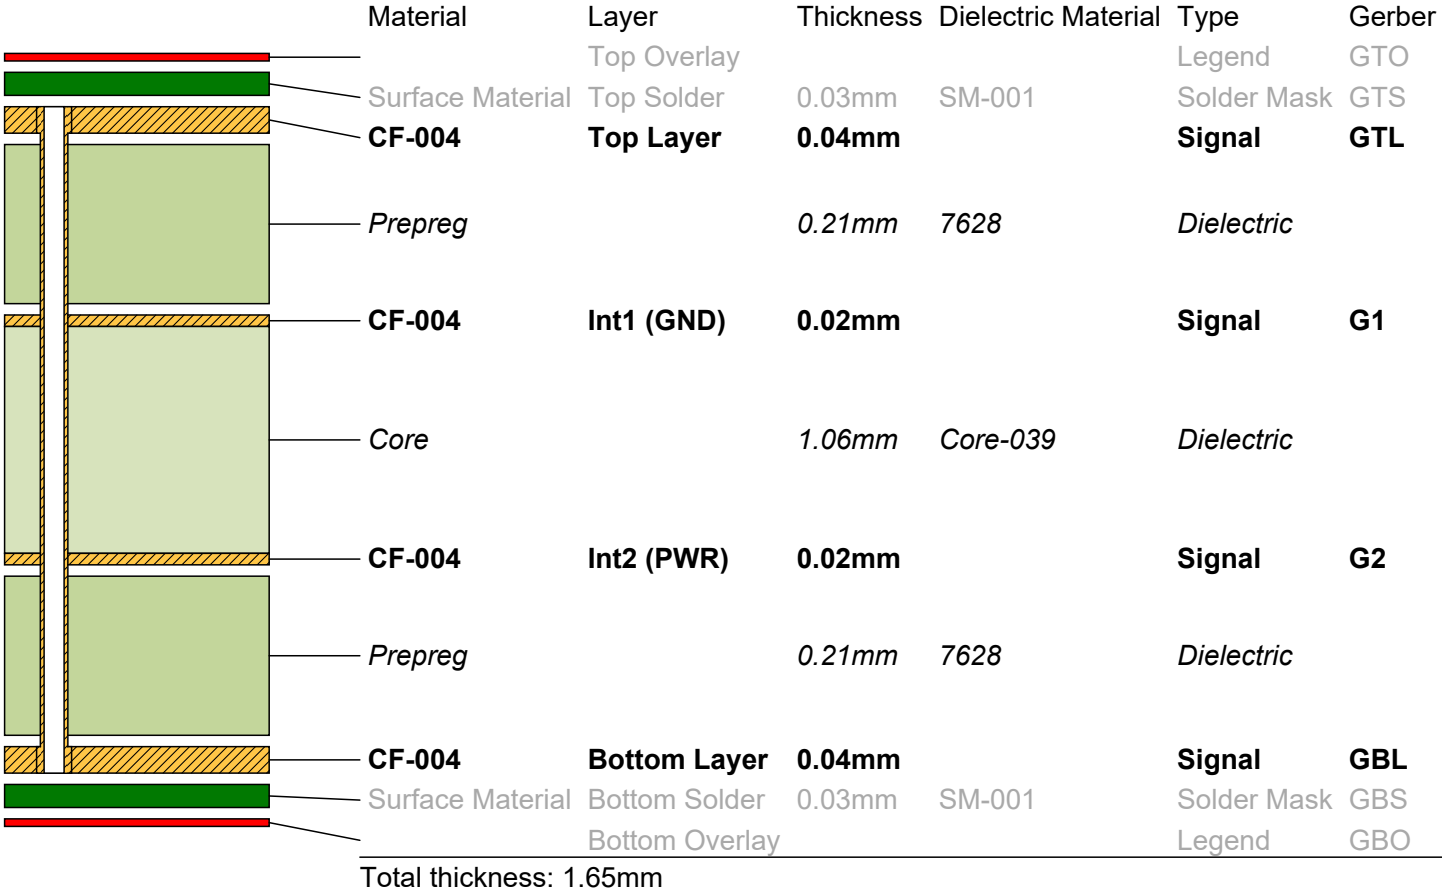 Material Layer Thickness Dielectric Material Type Gerber
Top Overlay Legend GTO
Surface Material Top Solder 0.03mm SM-001 Solder Mask GTS
CF-004 Top Layer 0.04mm Signal GTL
Prepreg 0.21mm 7628 Dielectric
CF-004 Int1 (GND) 0.02mm Signal G1
Core 1.06mm Core-039 Dielectric
CF-004 Int2 (PWR) 0.02mm Signal G2
Prepreg 0.21mm 7628 Dielectric
CF-004 Bottom Layer 0.04mm Signal GBL
Surface Material Bottom Solder 0.03mm SM-001 Solder Mask GBS
Bottom Overlay Legend GBO
Total thickness: 1.65mm